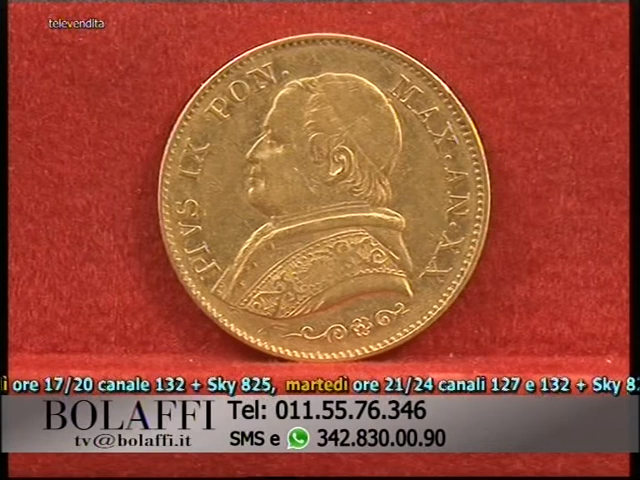 televendita
PIVS IX PON. MAX. AN. XX
ì ore 17/20 canale 132 + Sky 825, martedì ore 21/24 canali 127 e 132 + Sky 8
BOLAFFI
tv@bolaffi.it
Tel: 011.55.76.346
SMS e 342.830.00.90